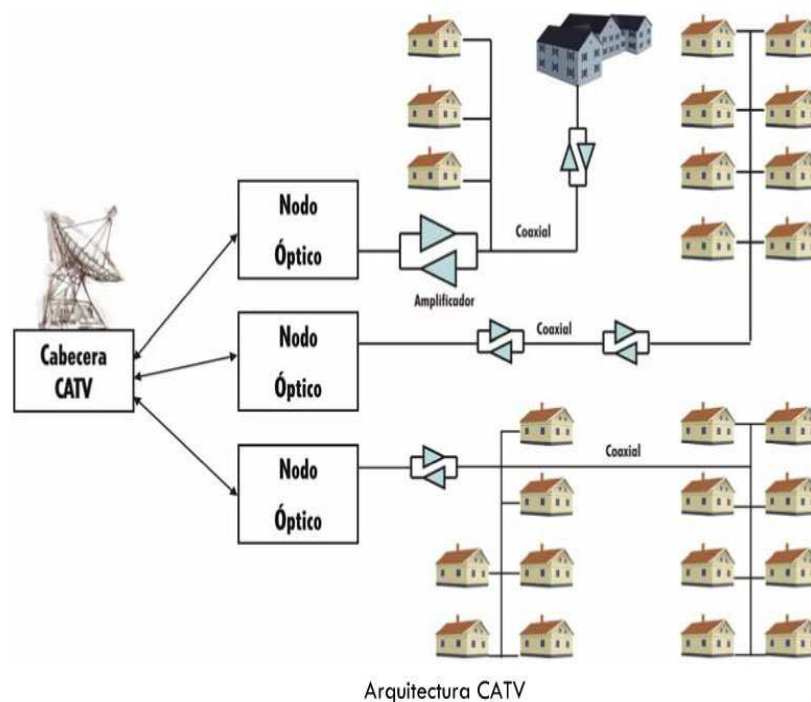 Nodo
Óptico
Coaxial
Amplificador
Cabecera
CATV
Nodo
Óptico
Coaxial
Nodo
Óptico
Coaxial
Arquitectura CATV